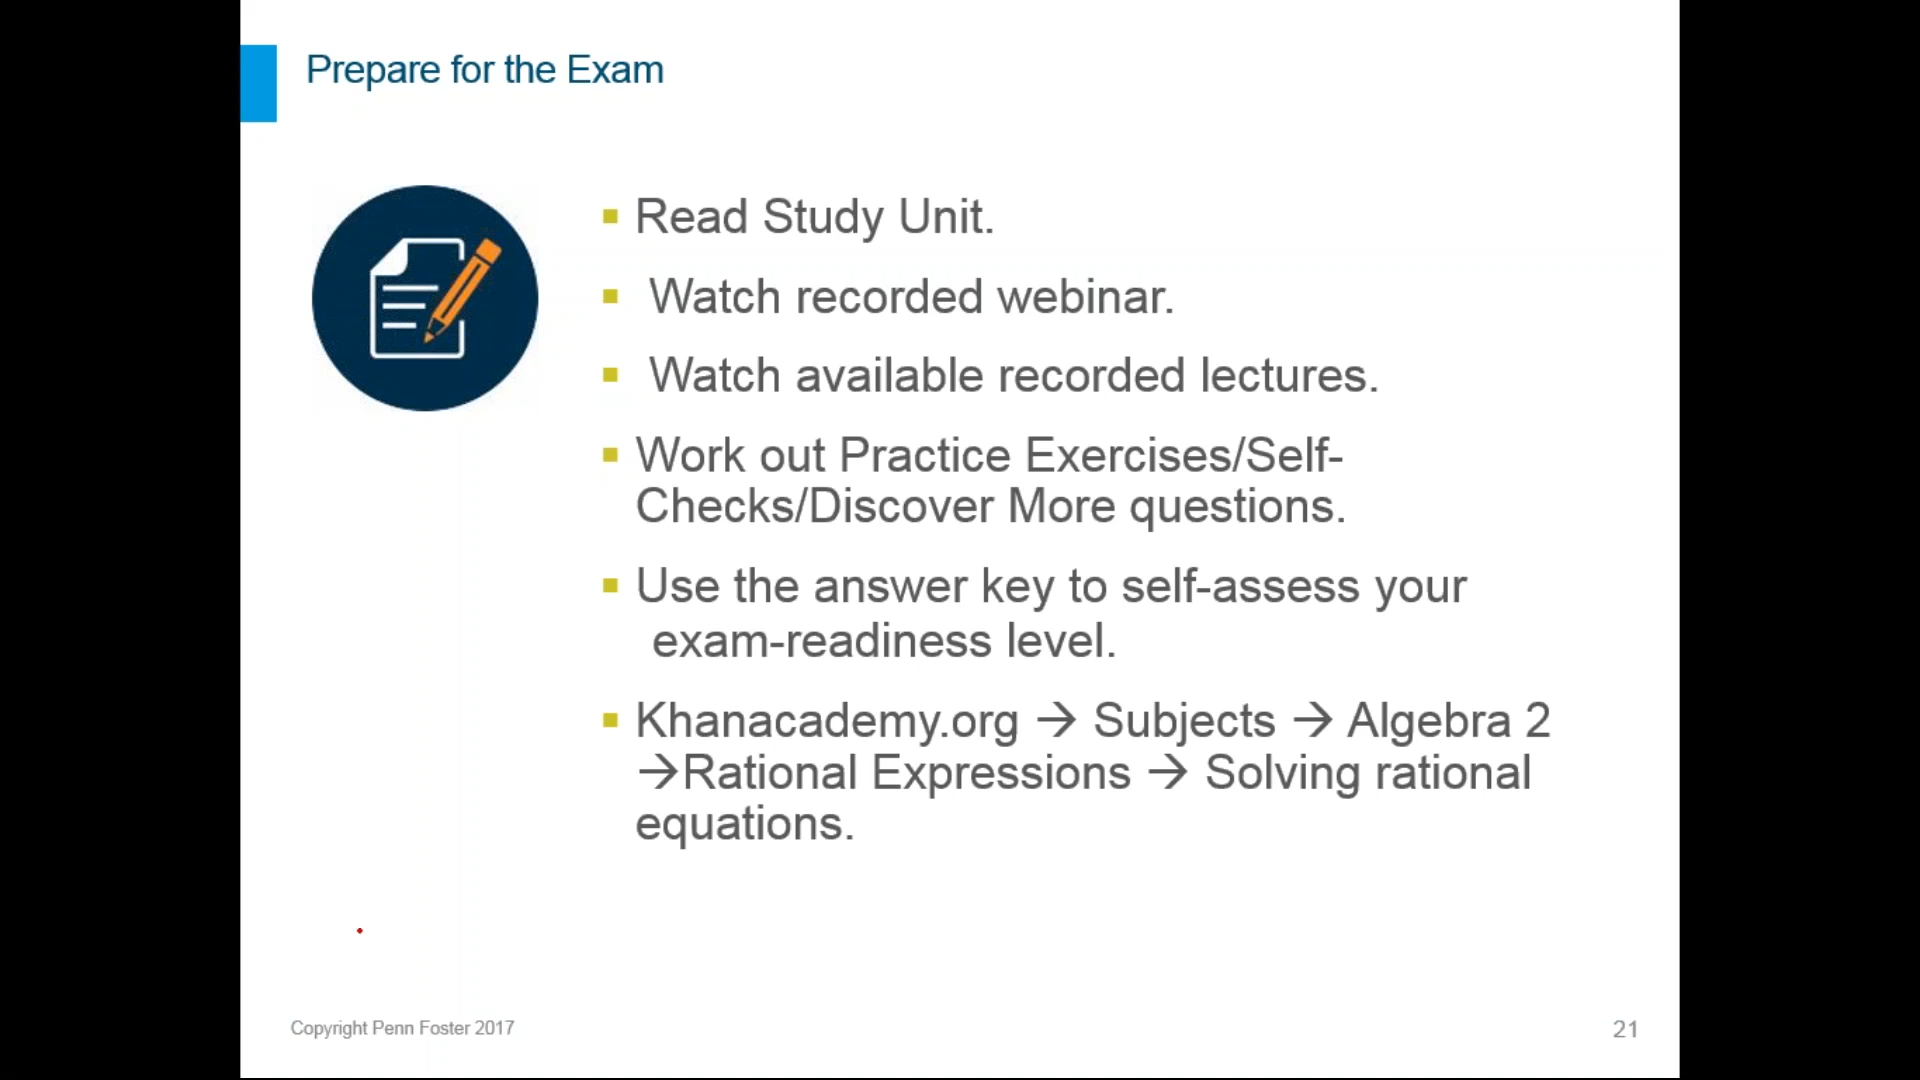 Prepare for the Exam
▪ Read Study Unit.
▪ Watch recorded webinar.
▪ Watch available recorded lectures.
▪ Work out Practice Exercises/Self-
Checks/Discover More questions.
▪ Use the answer key to self-assess your
exam-readiness level.
▪ Khanacademy.org → Subjects → Algebra 2
→Rational Expressions → Solving rational
equations.
Copyright Penn Foster 2017
21